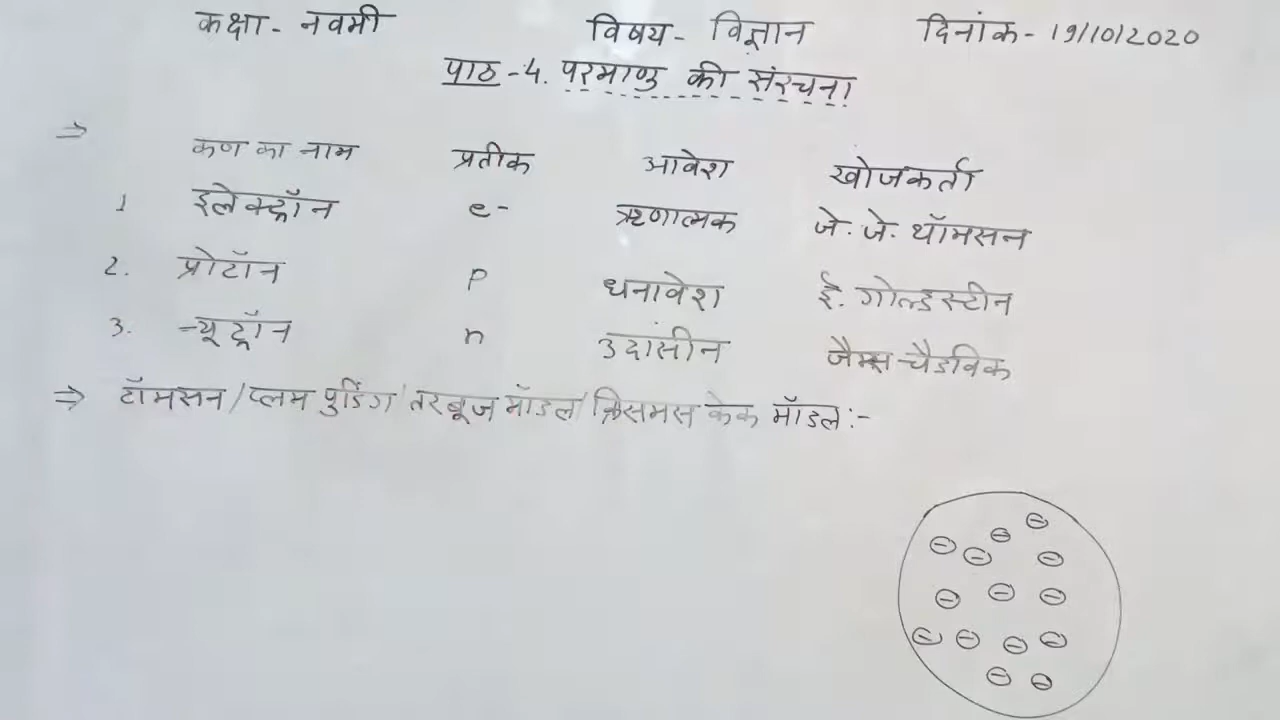 कक्षा- नवमी विषय- विज्ञान दिनांक- 19/10/2020
पाठ -4. परमाणु की संरचना
⇒ कण का नाम प्रतीक आवेश खोजकर्ता
1 इलेक्ट्रॉन e- ऋणात्मक जे. जे. थॉमसन
2. प्रोटॉन P धनावेश ई. गोल्डस्टीन
3. न्यूट्रॉन n उदासीन जैम्स चैडविक
⇒ टॉमसन/प्लम पुडिंग/तरबूज मॉडल/क्रिसमस केक मॉडल:-